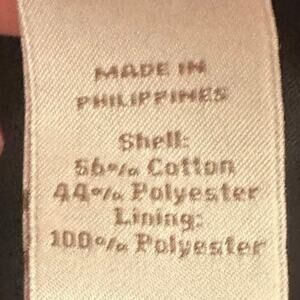 MADE IN
PHILIPPINES
Shell:
56% Cotton
44% Polyester
Lining:
100% Polyester